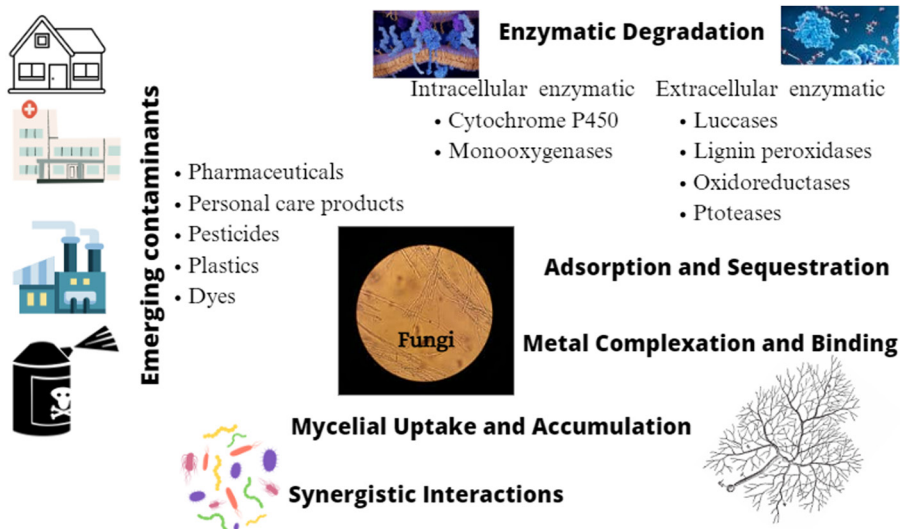 Enzymatic Degradation
Intracellular enzymatic
• Cytochrome P450
• Monooxygenases
Extracellular enzymatic
• Luccases
• Lignin peroxidases
• Oxidoreductases
• Ptoteases
Emerging contaminants
• Pharmaceuticals
• Personal care products
• Pesticides
• Plastics
• Dyes
Adsorption and Sequestration
Fungi
Metal Complexation and Binding
Mycelial Uptake and Accumulation
Synergistic Interactions